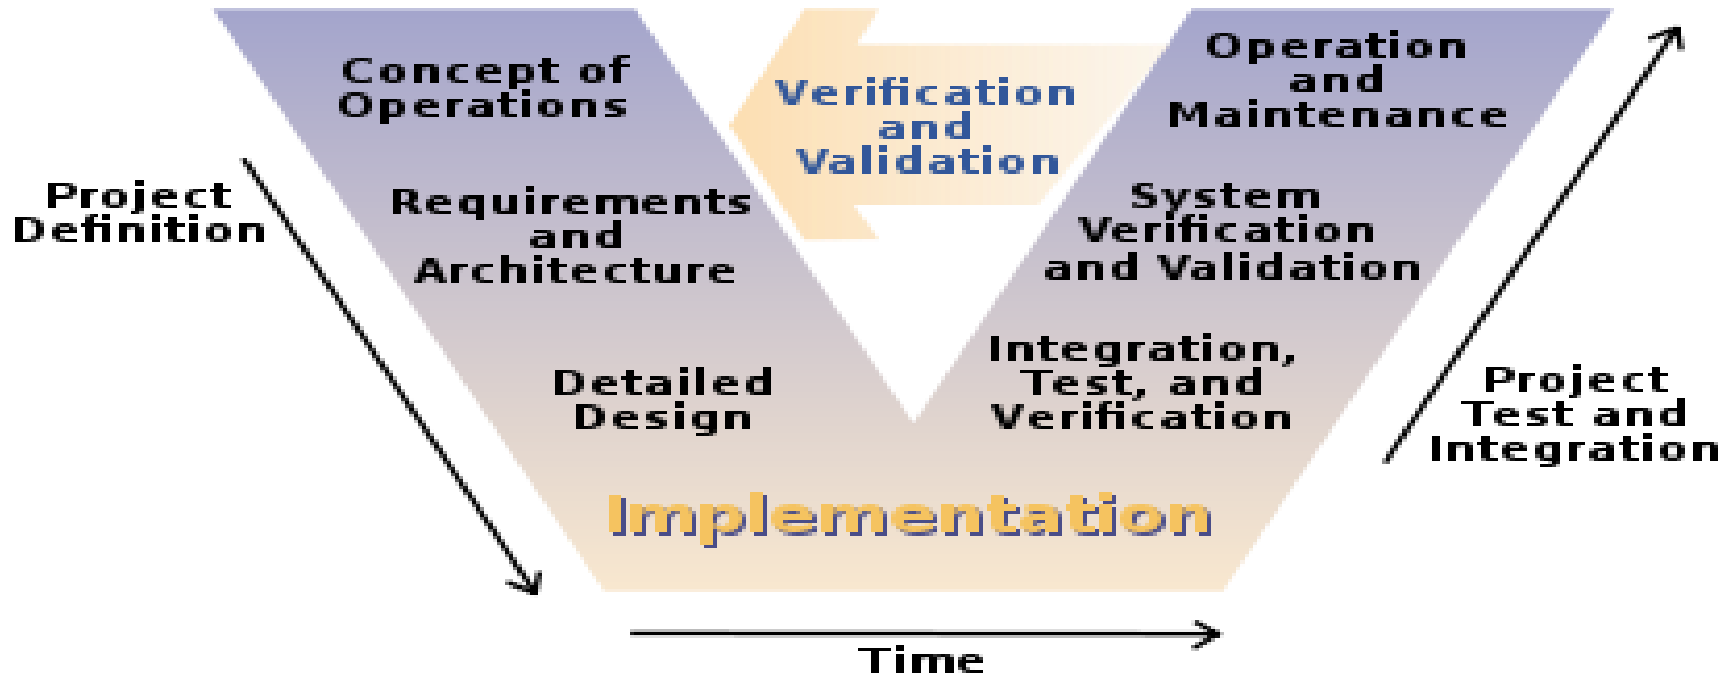 Concept of
Operations
Verification
and
Validation
Operation
and
Maintenance
Project
Definition
Requirements
and
Architecture
System
Verification
and Validation
Detailed
Design
Integration,
Test, and
Verification
Project
Test and
Integration
Implementation
Time